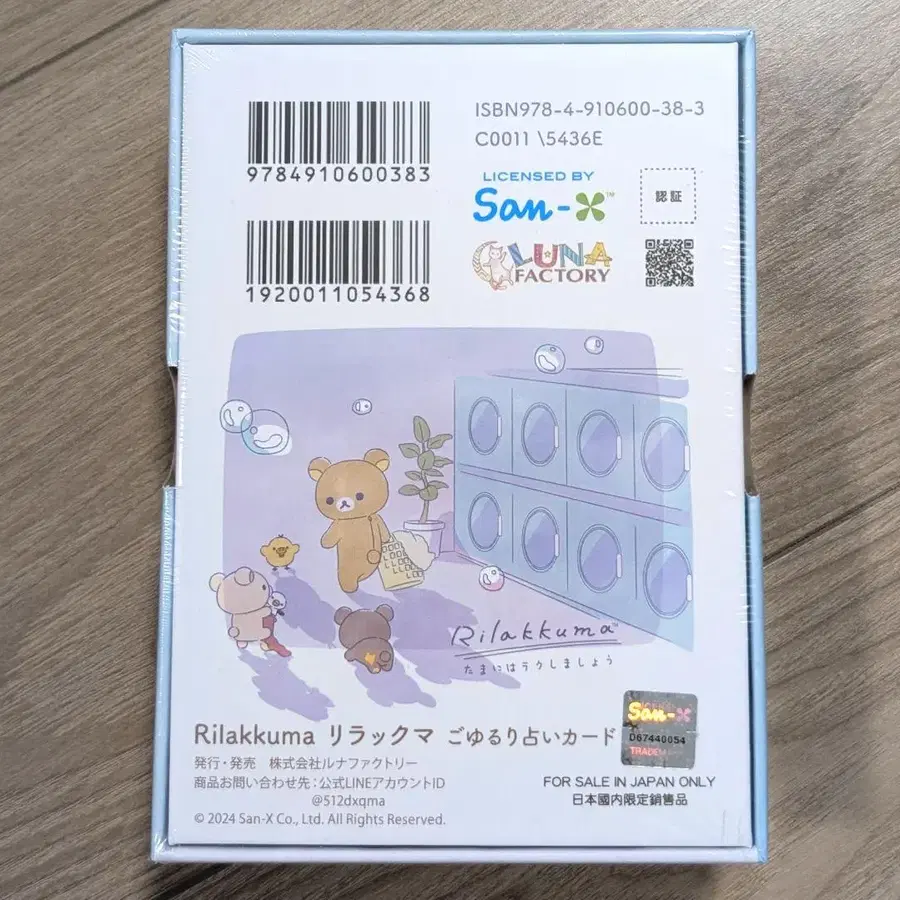 ISBN978-4-910600-38-3
C0011 \5436E
9784910600383
LICENSED BY
San-X™
認証
1920011054368
LUNA
FACTORY
Rilakkuma™
たまにはラクしましょう
Rilakkuma リラックマ ごゆるり占いカード
San-X
D67440054
TRADEM
発行・発売 株式会社ルナファクトリー
商品お問い合わせ先：公式LINEアカウントID
@512dxqma
FOR SALE IN JAPAN ONLY
日本國内限定銷售品
© 2024 San-X Co., Ltd. All Rights Reserved.